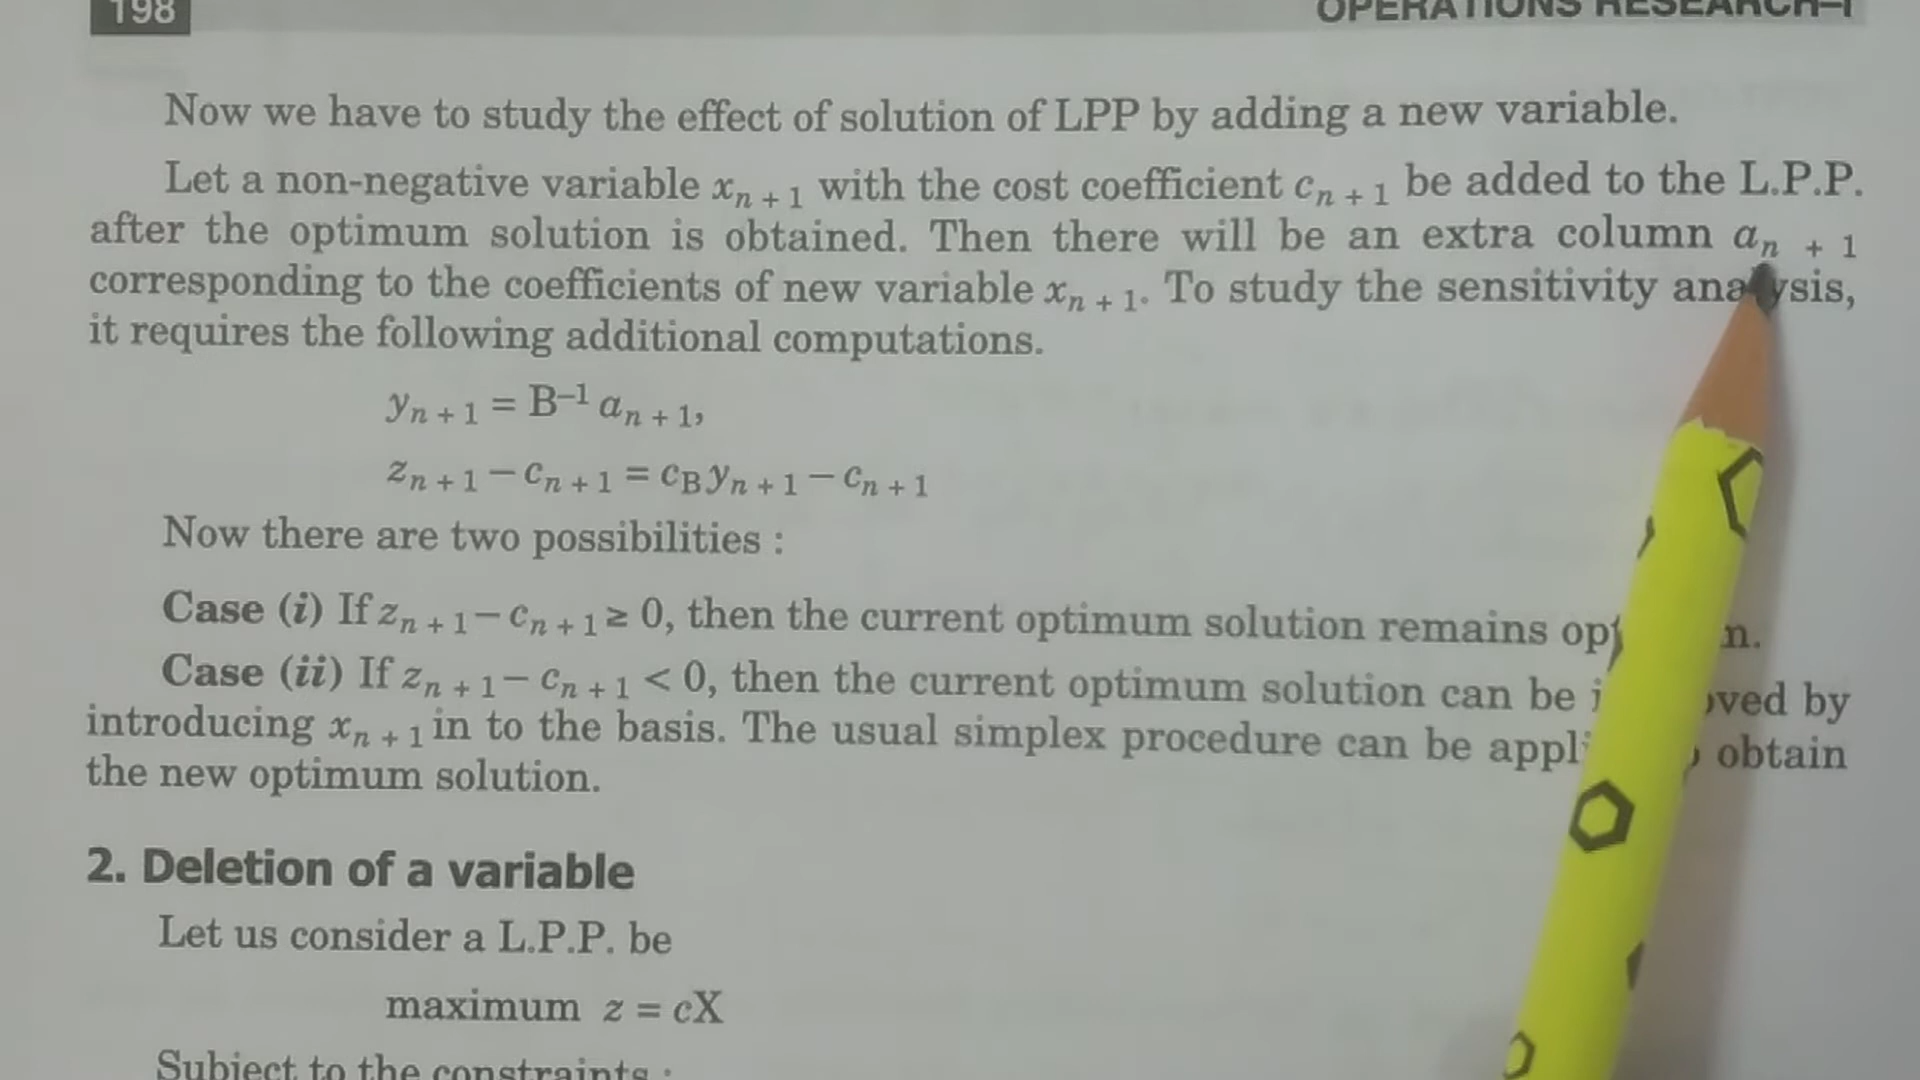 198 OPERATIONS RESEARCH–I
Now we have to study the effect of solution of LPP by adding a new variable.
Let a non-negative variable xₙ ₊ ₁ with the cost coefficient cₙ ₊ ₁ be added to the L.P.P.
after the optimum solution is obtained. Then there will be an extra column aₙ ₊ ₁
corresponding to the coefficients of new variable xₙ ₊ ₁. To study the sensitivity analysis,
it requires the following additional computations.
yₙ ₊ ₁ = B⁻¹ aₙ ₊ ₁,
zₙ ₊ ₁ – cₙ ₊ ₁ = c_B yₙ ₊ ₁ – cₙ ₊ ₁
Now there are two possibilities :
Case (i) If zₙ ₊ ₁ – cₙ ₊ ₁ ≥ 0, then the current optimum solution remains
Case (ii) If zₙ ₊ ₁ – cₙ ₊ ₁ < 0, then the current optimum solution can be by
introducing xₙ ₊ ₁ in to the basis. The usual simplex procedure can be obtain
the new optimum solution.
2. Deletion of a variable
Let us consider a L.P.P. be
maximum z = cX
Subject to the constraints :